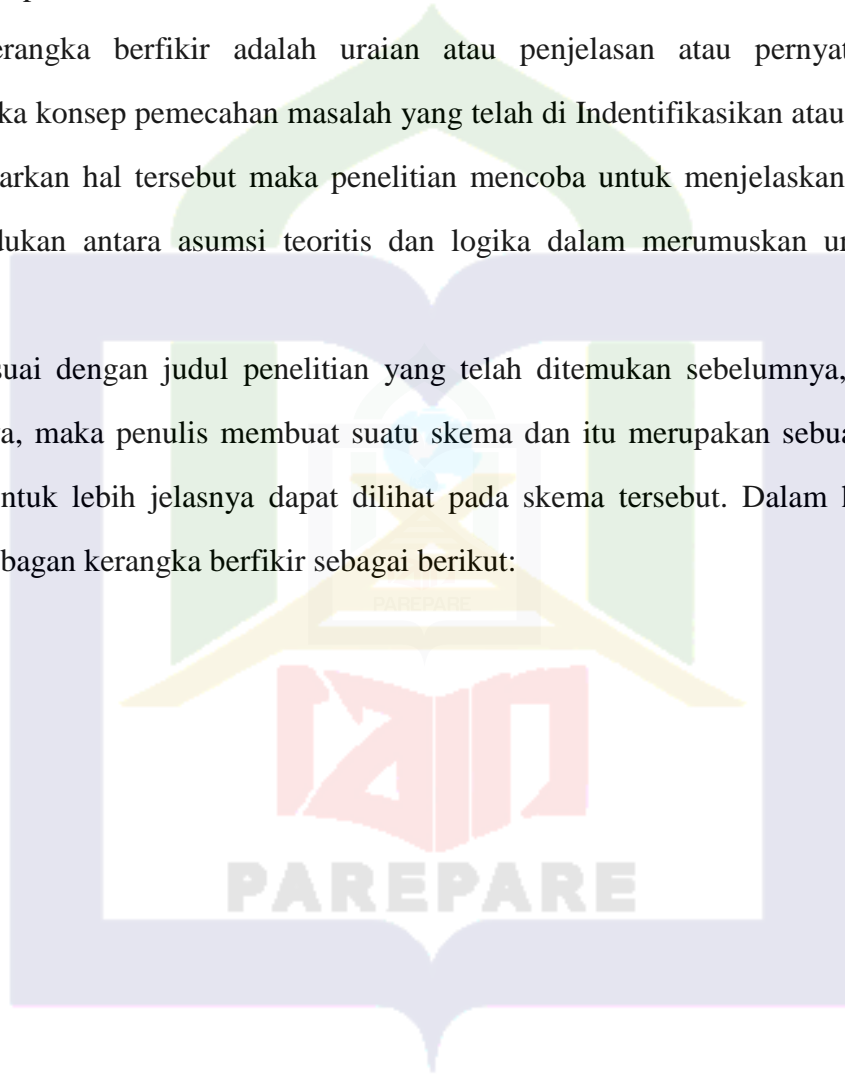 erangka berfikir adalah uraian atau penjelasan atau pernyat
ka konsep pemecahan masalah yang telah di Indentifikasikan atau
arkan hal tersebut maka penelitian mencoba untuk menjelaskan
dukan antara asumsi teoritis dan logika dalam merumuskan ur
suai dengan judul penelitian yang telah ditemukan sebelumnya,
a, maka penulis membuat suatu skema dan itu merupakan sebua
ntuk lebih jelasnya dapat dilihat pada skema tersebut. Dalam
bagan kerangka berfikir sebagai berikut:
PAREPARE
iain
PAREPARE